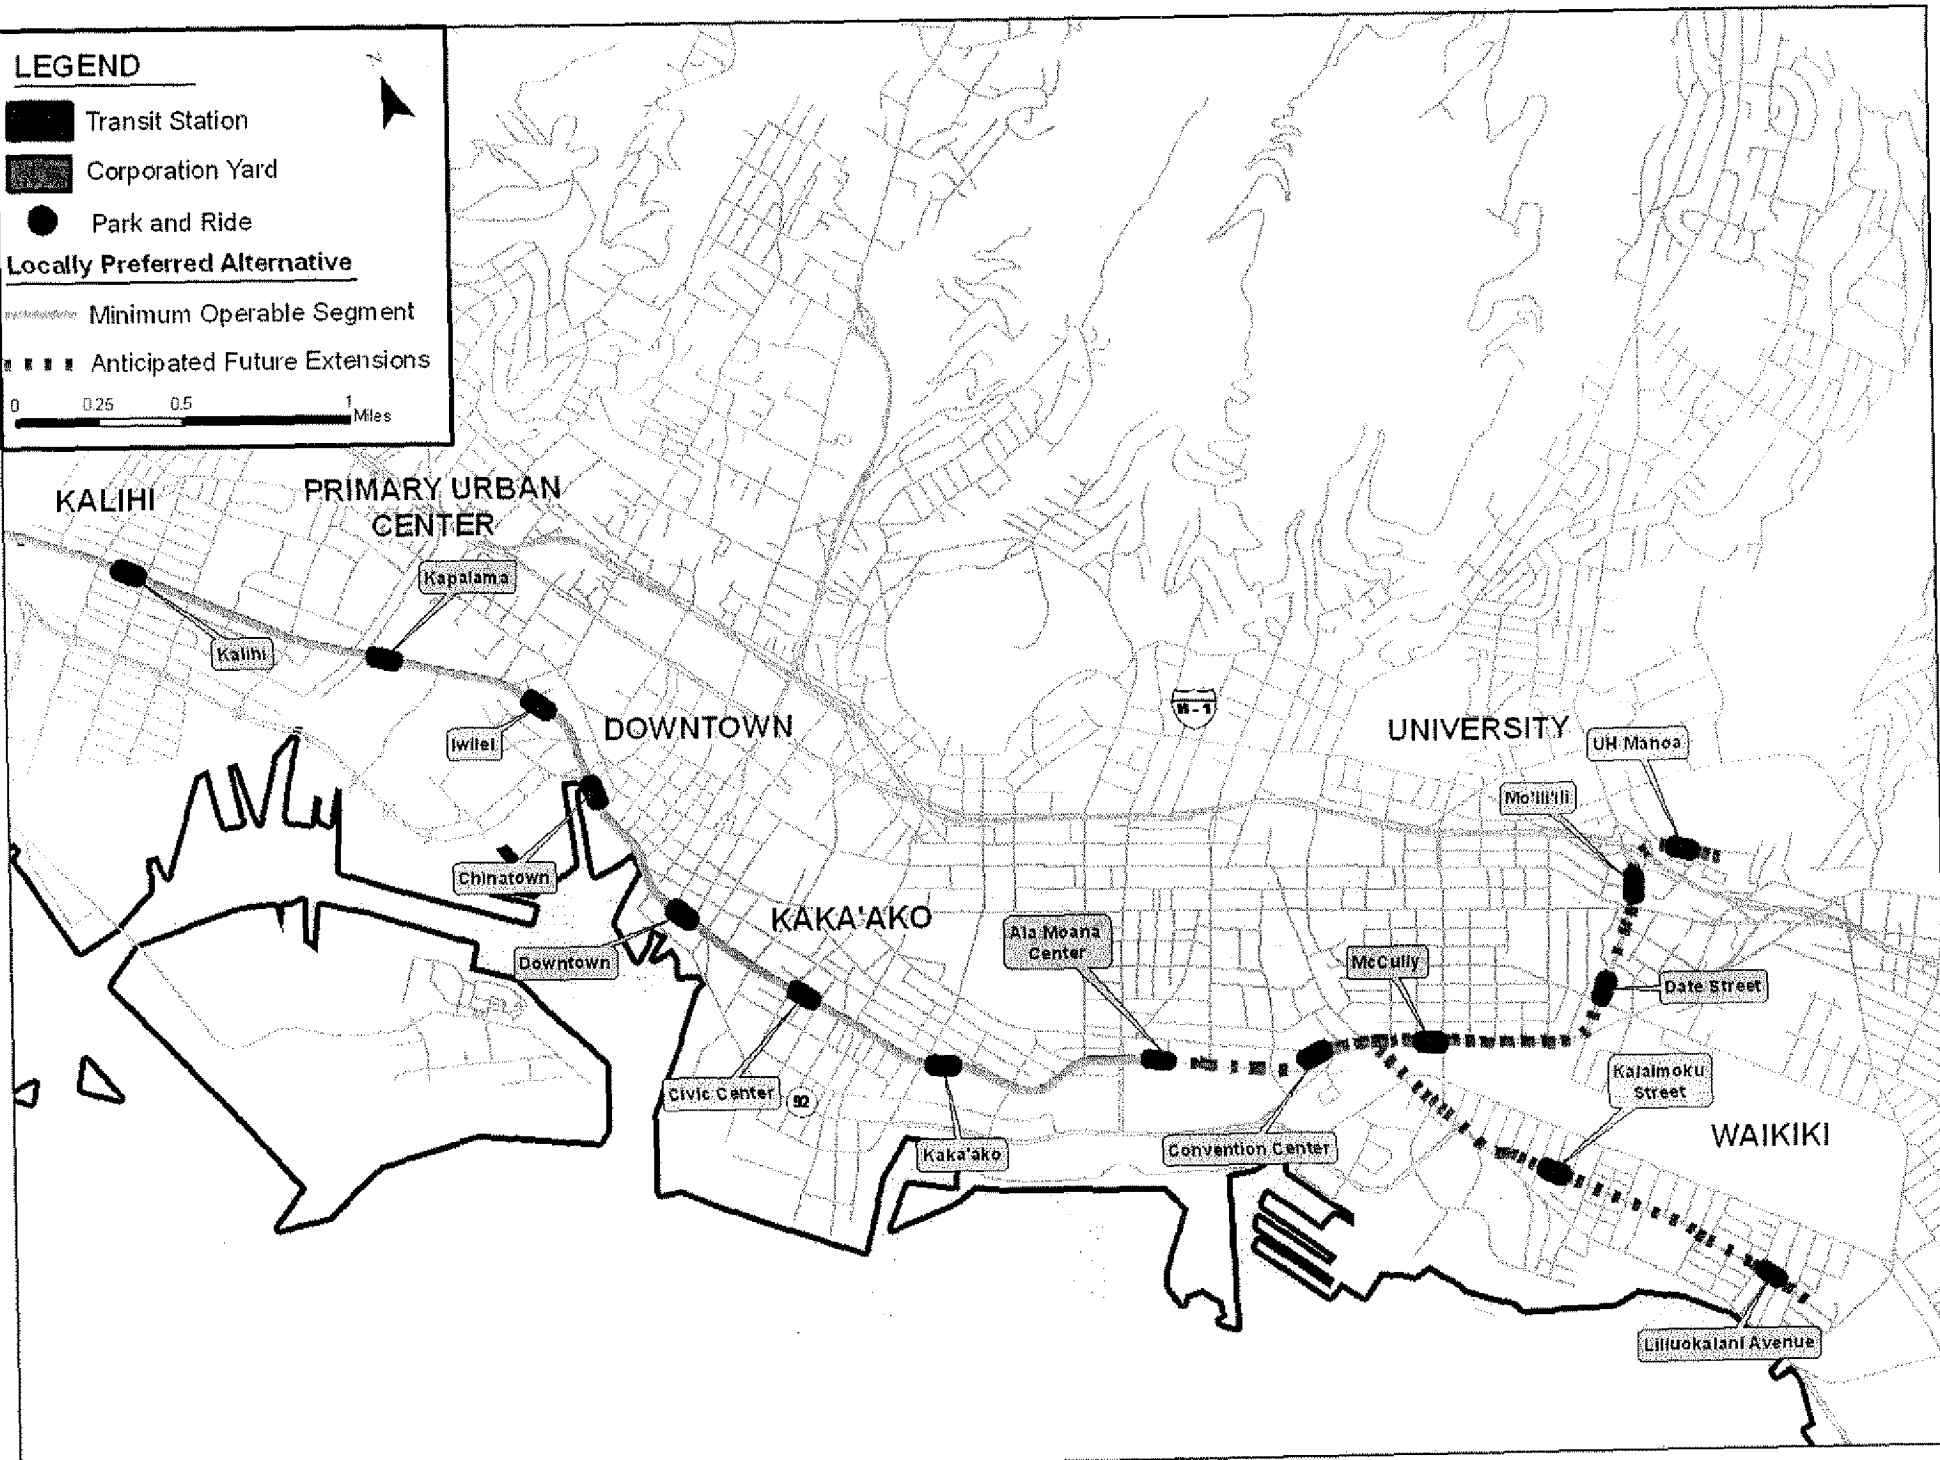 LEGEND
N
Transit Station
Corporation Yard
Park and Ride
Locally Preferred Alternative
Minimum Operable Segment
Anticipated Future Extensions
0 0.25 0.5 1
Miles
KALIHI
PRIMARY URBAN
CENTER
Kapalama
Kalihi
Iwilei
DOWNTOWN
H-1
UNIVERSITY
UH Manoa
Mo'ili'ili
Chinatown
KAKA'AKO
Ala Moana
Center
McCully
Downtown
Date Street
Civic Center
92
Kalaimoku
Street
WAIKIKI
Kaka'ako
Convention Center
Liliuokalani Avenue